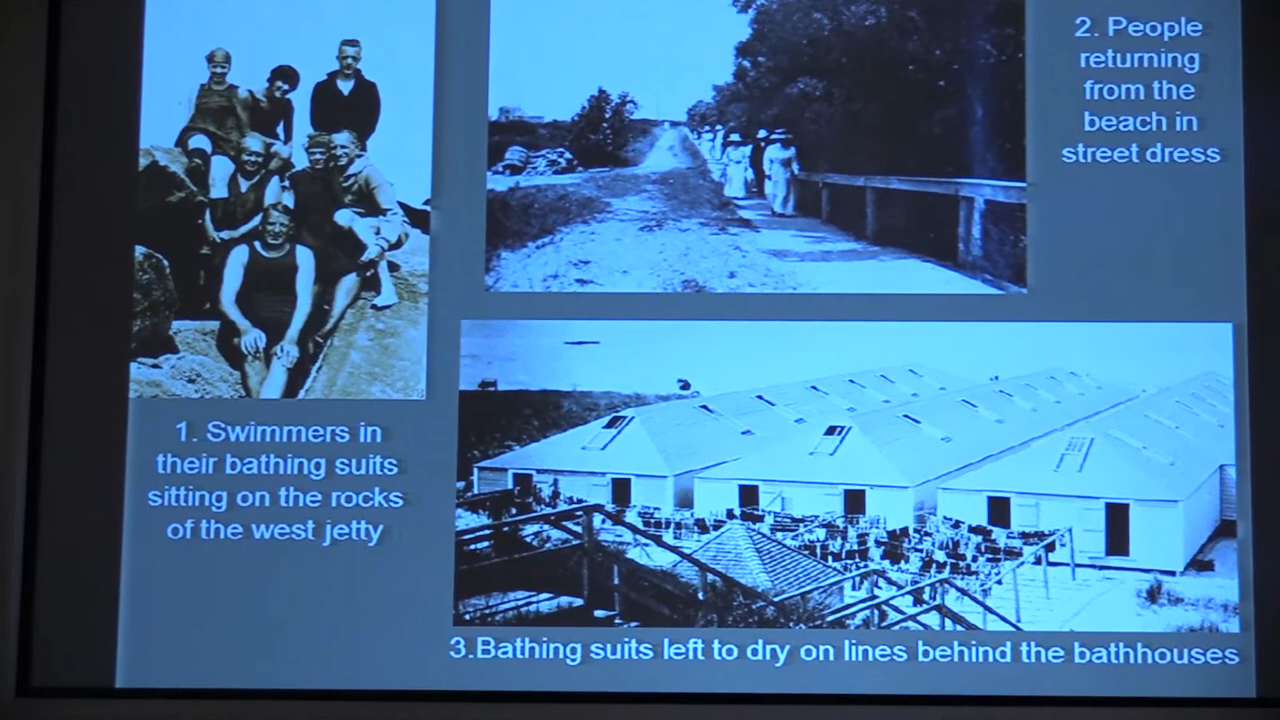 1. Swimmers in
their bathing suits
sitting on the rocks
of the west jetty
2. People
returning
from the
beach in
street dress
3.Bathing suits left to dry on lines behind the bathhouses